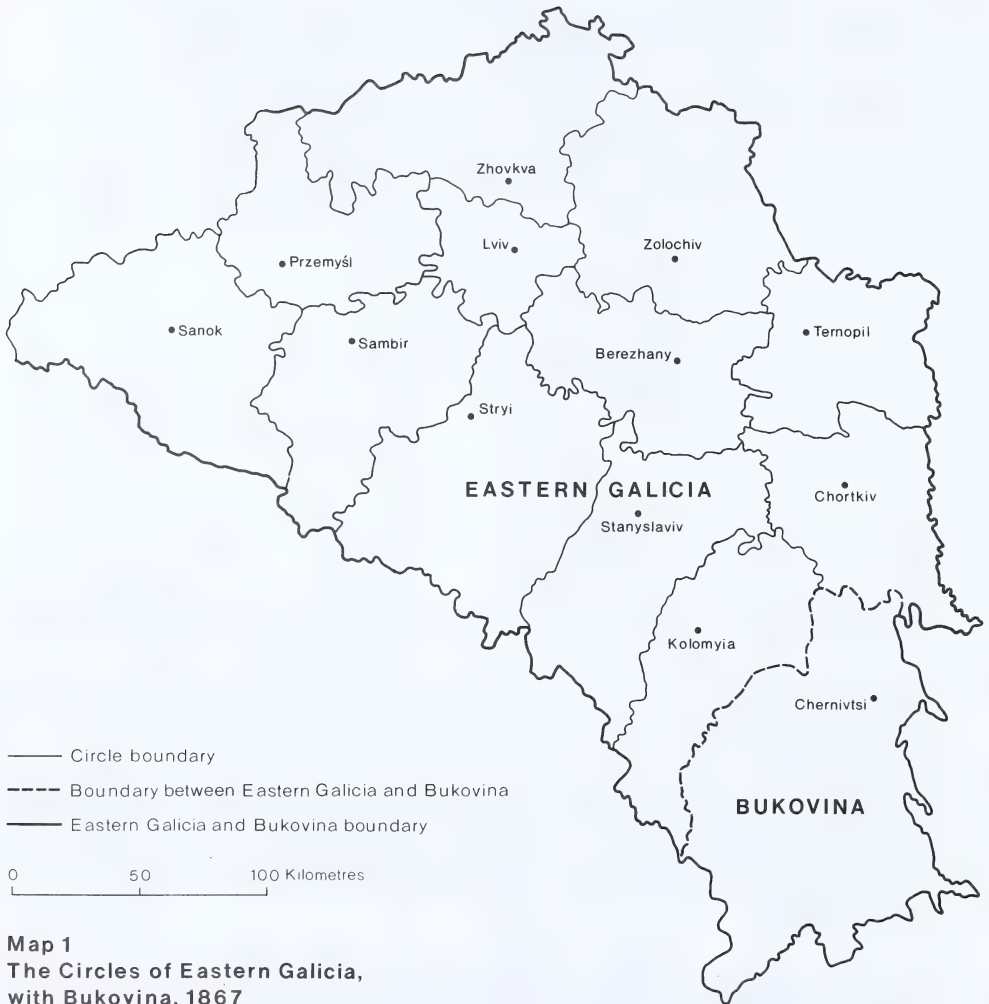 Zhovkva
Lviv
Zolochiv
Przemyśl
Sanok
Sambir
Berezhany
Ternopil
Stryi
EASTERN GALICIA
Chortkiv
Stanyslaviv
Kolomyia
Chernivtsi
BUKOVINA
Circle boundary
Boundary between Eastern Galicia and Bukovina
Eastern Galicia and Bukovina boundary
0 50 100 Kilometres
Map 1
The Circles of Eastern Galicia,
with Bukovina, 1867